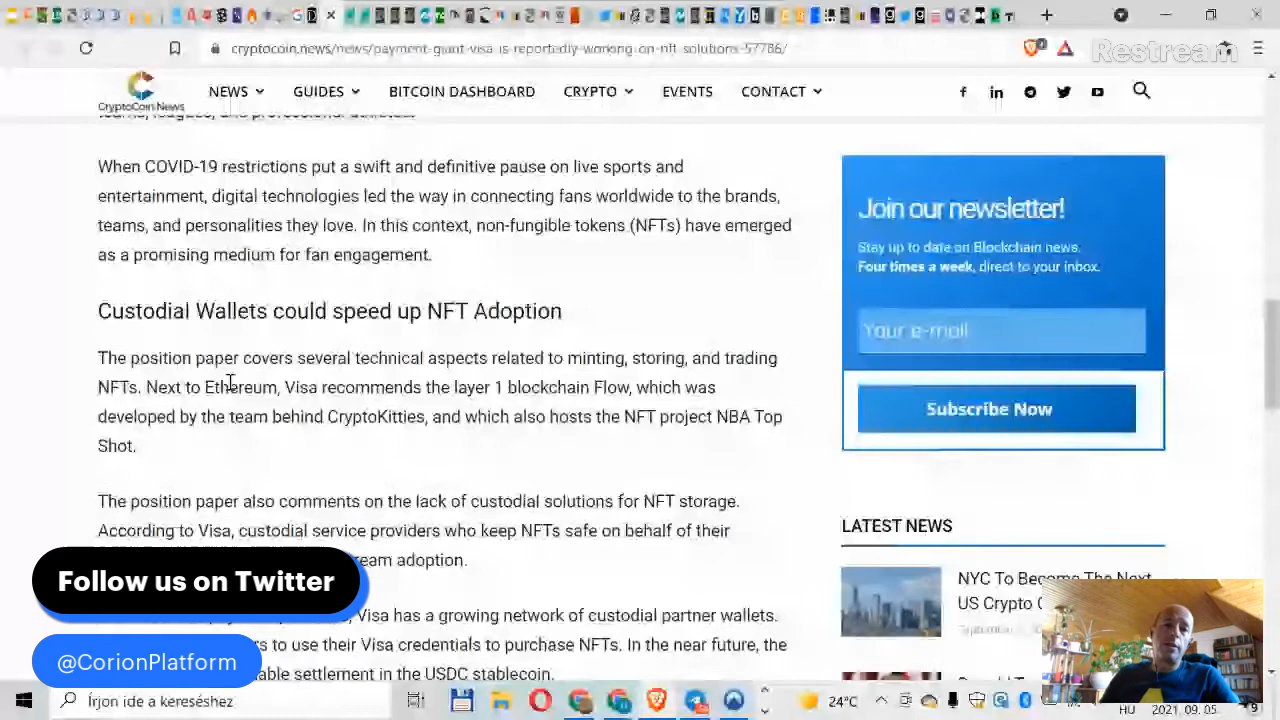 cryptocoin.news/news/payment-giant-visa-is-reportedly-working-on-nft-solutions-57786/
Restream
CryptoCoin News
NEWS
GUIDES
BITCOIN DASHBOARD
CRYPTO
EVENTS
CONTACT
When COVID-19 restrictions put a swift and definitive pause on live sports and
entertainment, digital technologies led the way in connecting fans worldwide to the brands,
teams, and personalities they love. In this context, non-fungible tokens (NFTs) have emerged
as a promising medium for fan engagement.
Custodial Wallets could speed up NFT Adoption
The position paper covers several technical aspects related to minting, storing, and trading
NFTs. Next to Ethereum, Visa recommends the layer 1 blockchain Flow, which was
developed by the team behind CryptoKitties, and which also hosts the NFT project NBA Top
Shot.
The position paper also comments on the lack of custodial solutions for NFT storage.
According to Visa, custodial service providers who keep NFTs safe on behalf of their
adoption.
Visa has a growing network of custodial partner wallets.
to use their Visa credentials to purchase NFTs. In the near future, the
settlement in the USDC stablecoin.
Join our newsletter!
Stay up to date on Blockchain news.
Four times a week, direct to your inbox.
Your e-mail
Subscribe Now
LATEST NEWS
NYC To Become The Next
US Crypto
Follow us on Twitter
@CorionPlatform
Írjon ide a kereséshez
24°C
HU
2021. 09. 05.